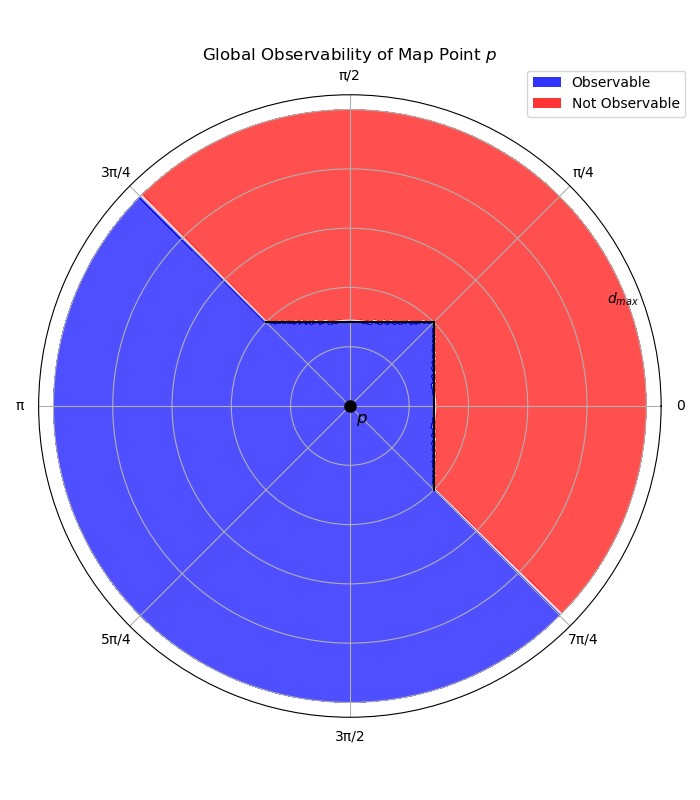 Global Observability of Map Point p
π/2
Observable
Not Observable
3π/4
π/4
d_max
π
0
p
5π/4
7π/4
3π/2